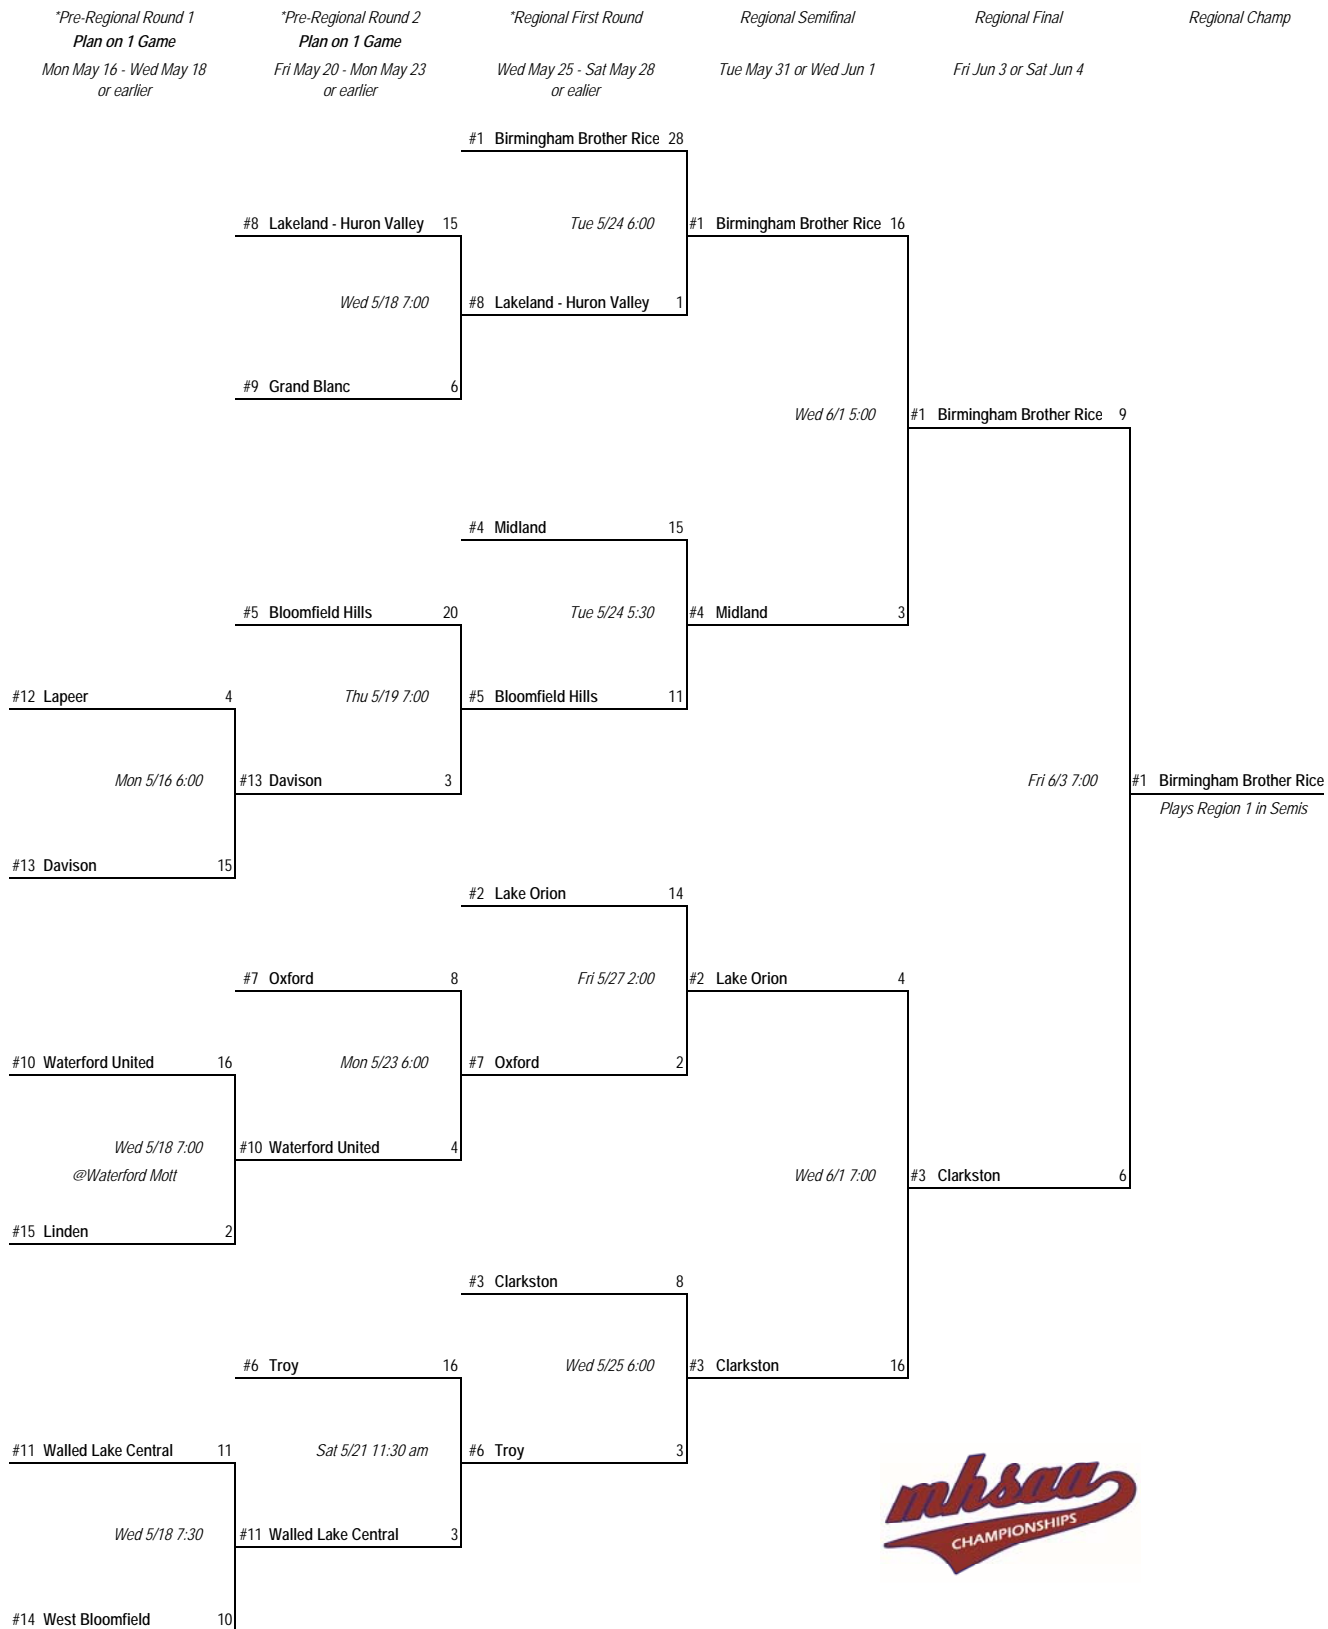 *Pre-Regional Round 1 *Pre-Regional Round 2 *Regional First Round Regional Semifinal Regional Final Regional Champ
Plan on 1 Game Plan on 1 Game
Mon May 16 - Wed May 18 Fri May 20 - Mon May 23 Wed May 25 - Sat May 28 Tue May 31 or Wed Jun 1 Fri Jun 3 or Sat Jun 4
or earlier or earlier or ealier
#1 Birmingham Brother Rice 28
#8 Lakeland - Huron Valley 15 Tue 5/24 6:00 #1 Birmingham Brother Rice 16
Wed 5/18 7:00 #8 Lakeland - Huron Valley 1
#9 Grand Blanc 6
Wed 6/1 5:00 #1 Birmingham Brother Rice 9
#4 Midland 15
#5 Bloomfield Hills 20 Tue 5/24 5:30 #4 Midland 3
#12 Lapeer 4 Thu 5/19 7:00 #5 Bloomfield Hills 11
Mon 5/16 6:00 #13 Davison 3 Fri 6/3 7:00 #1 Birmingham Brother Rice
Plays Region 1 in Semis
#13 Davison 15
#2 Lake Orion 14
#7 Oxford 8 Fri 5/27 2:00 #2 Lake Orion 4
#10 Waterford United 16 Mon 5/23 6:00 #7 Oxford 2
Wed 5/18 7:00 #10 Waterford United 4
@Waterford Mott Wed 6/1 7:00 #3 Clarkston 6
#15 Linden 2
#3 Clarkston 8
#6 Troy 16 Wed 5/25 6:00 #3 Clarkston 16
#11 Walled Lake Central 11 Sat 5/21 11:30 am #6 Troy 3
mhsaa
CHAMPIONSHIPS
Wed 5/18 7:30 #11 Walled Lake Central 3
#14 West Bloomfield 10